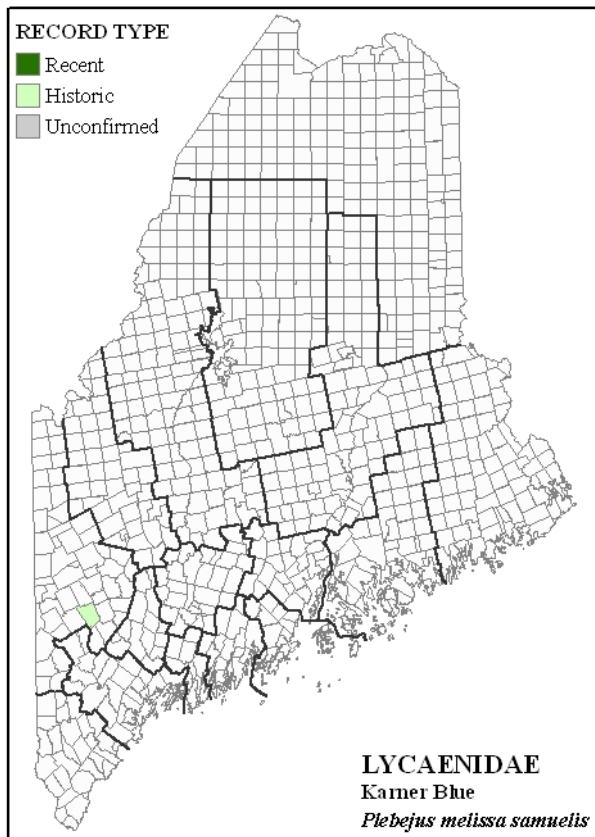 RECORD TYPE
Recent
Historic
Unconfirmed
LYCAENIDAE
Karner Blue
Plebejus melissa samuelis